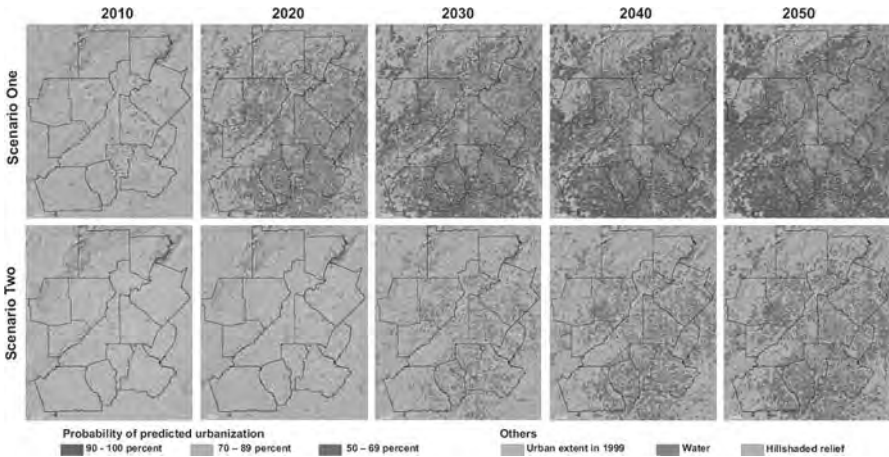 2010 2020 2030 2040 2050
Scenario One
Scenario Two
Probability of predicted urbanization Others
90 - 100 percent 70 – 89 percent 50 – 69 percent Urban extent in 1999 Water Hillshaded relief